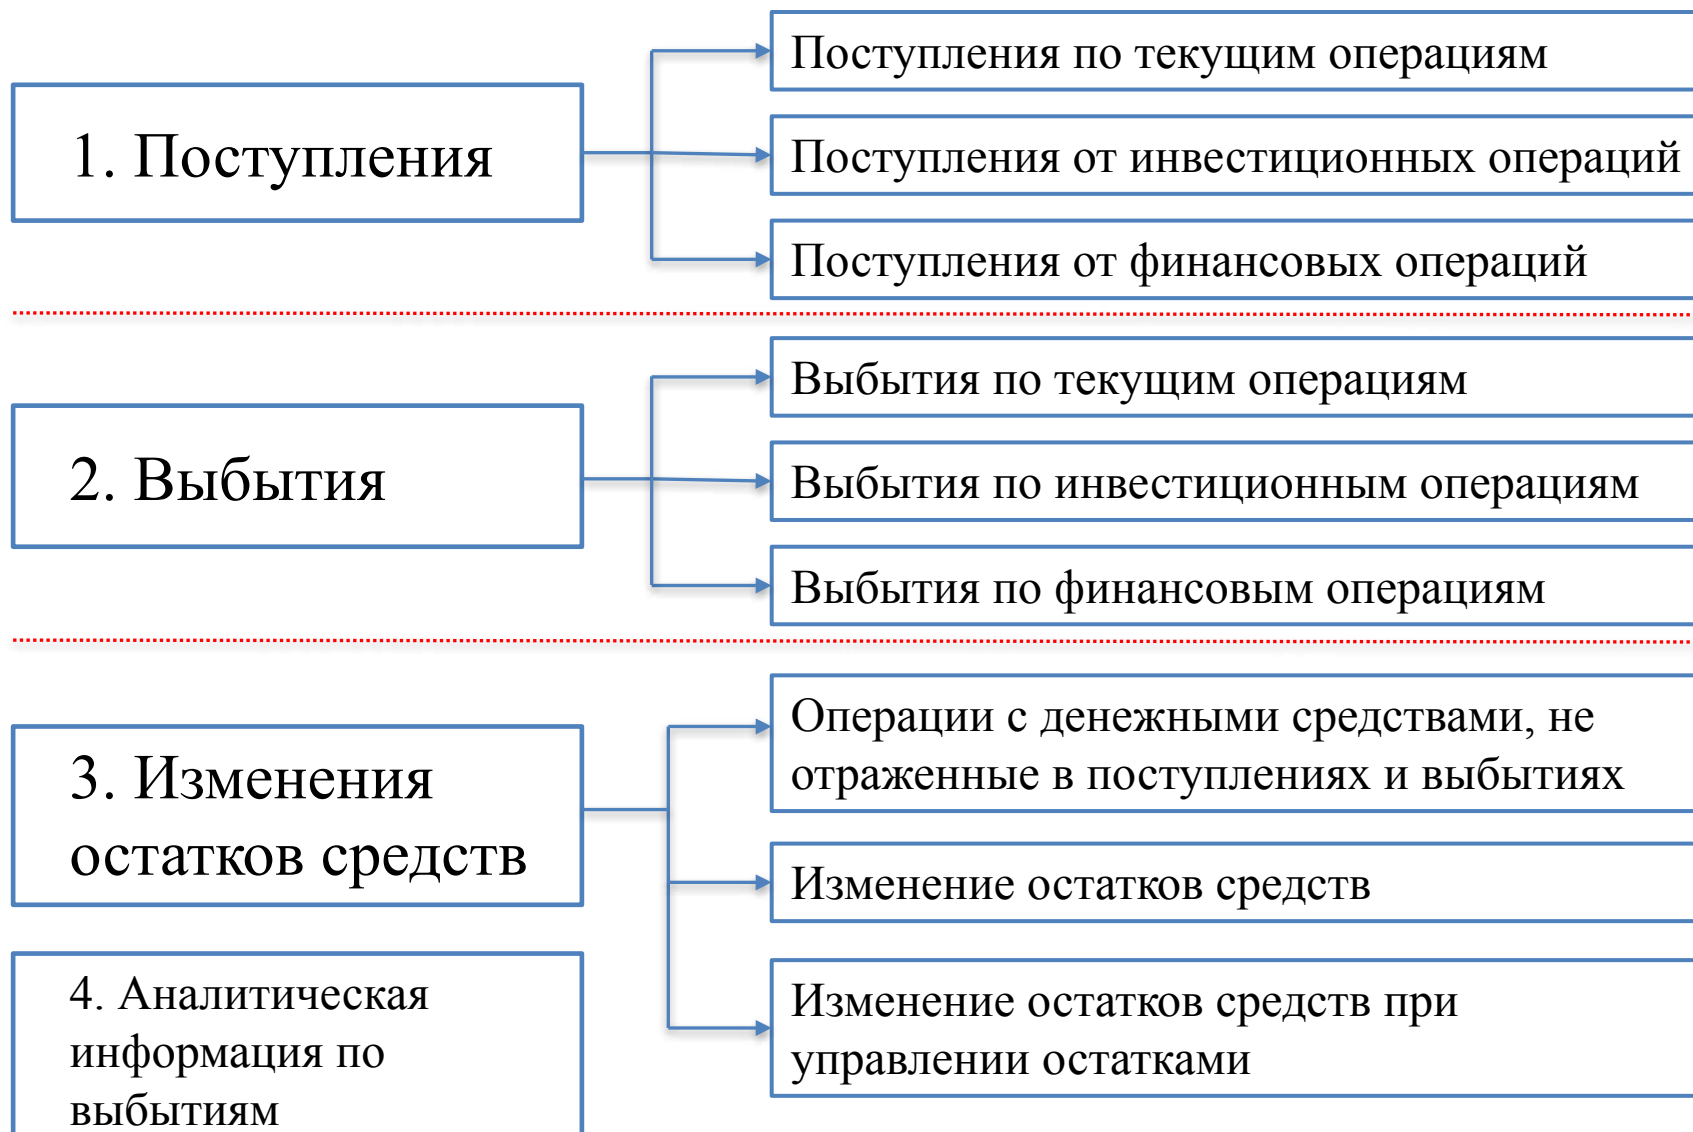 1. Поступления
Поступления по текущим операциям
Поступления от инвестиционных операций
Поступления от финансовых операций
2. Выбытия
Выбытия по текущим операциям
Выбытия по инвестиционным операциям
Выбытия по финансовым операциям
3. Изменения
остатков средств
Операции с денежными средствами, не
отраженные в поступлениях и выбытиях
Изменение остатков средств
Изменение остатков средств при
управлении остатками
4. Аналитическая
информация по
выбытиям